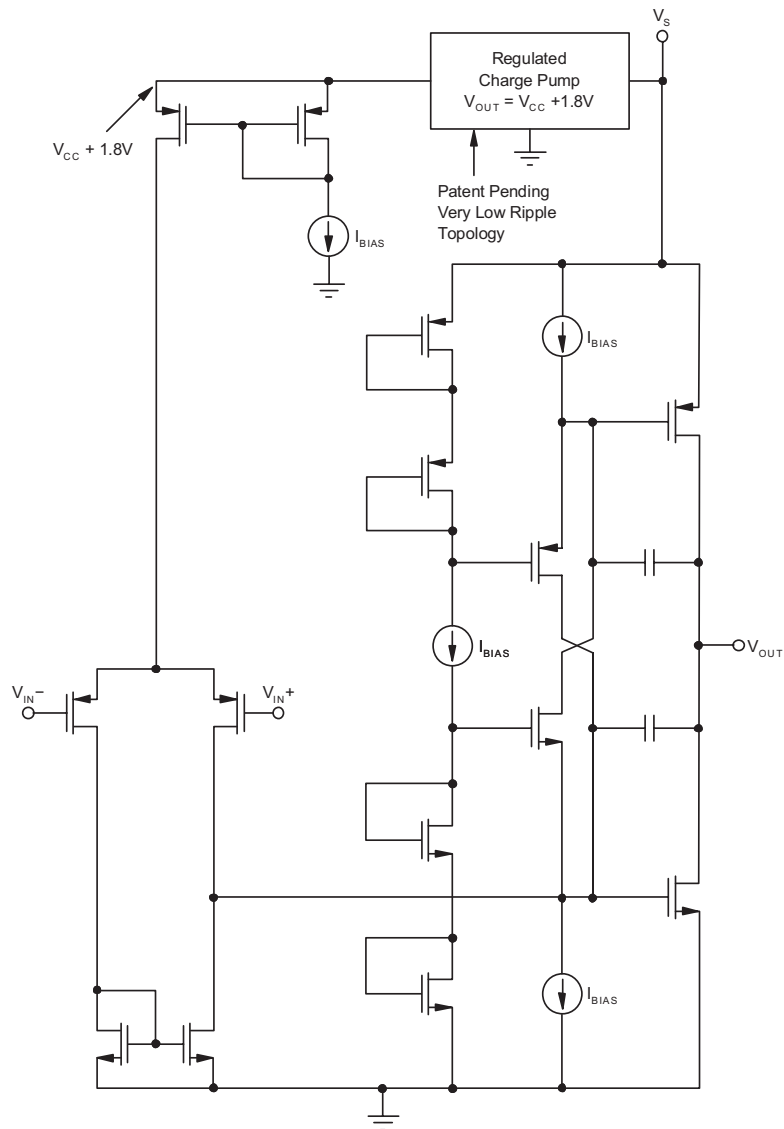 V_S
Regulated
Charge Pump
V_OUT = V_CC +1.8V
V_CC + 1.8V
Patent Pending
Very Low Ripple
Topology
I_BIAS
I_BIAS
I_BIAS
V_OUT
V_IN−
V_IN+
I_BIAS